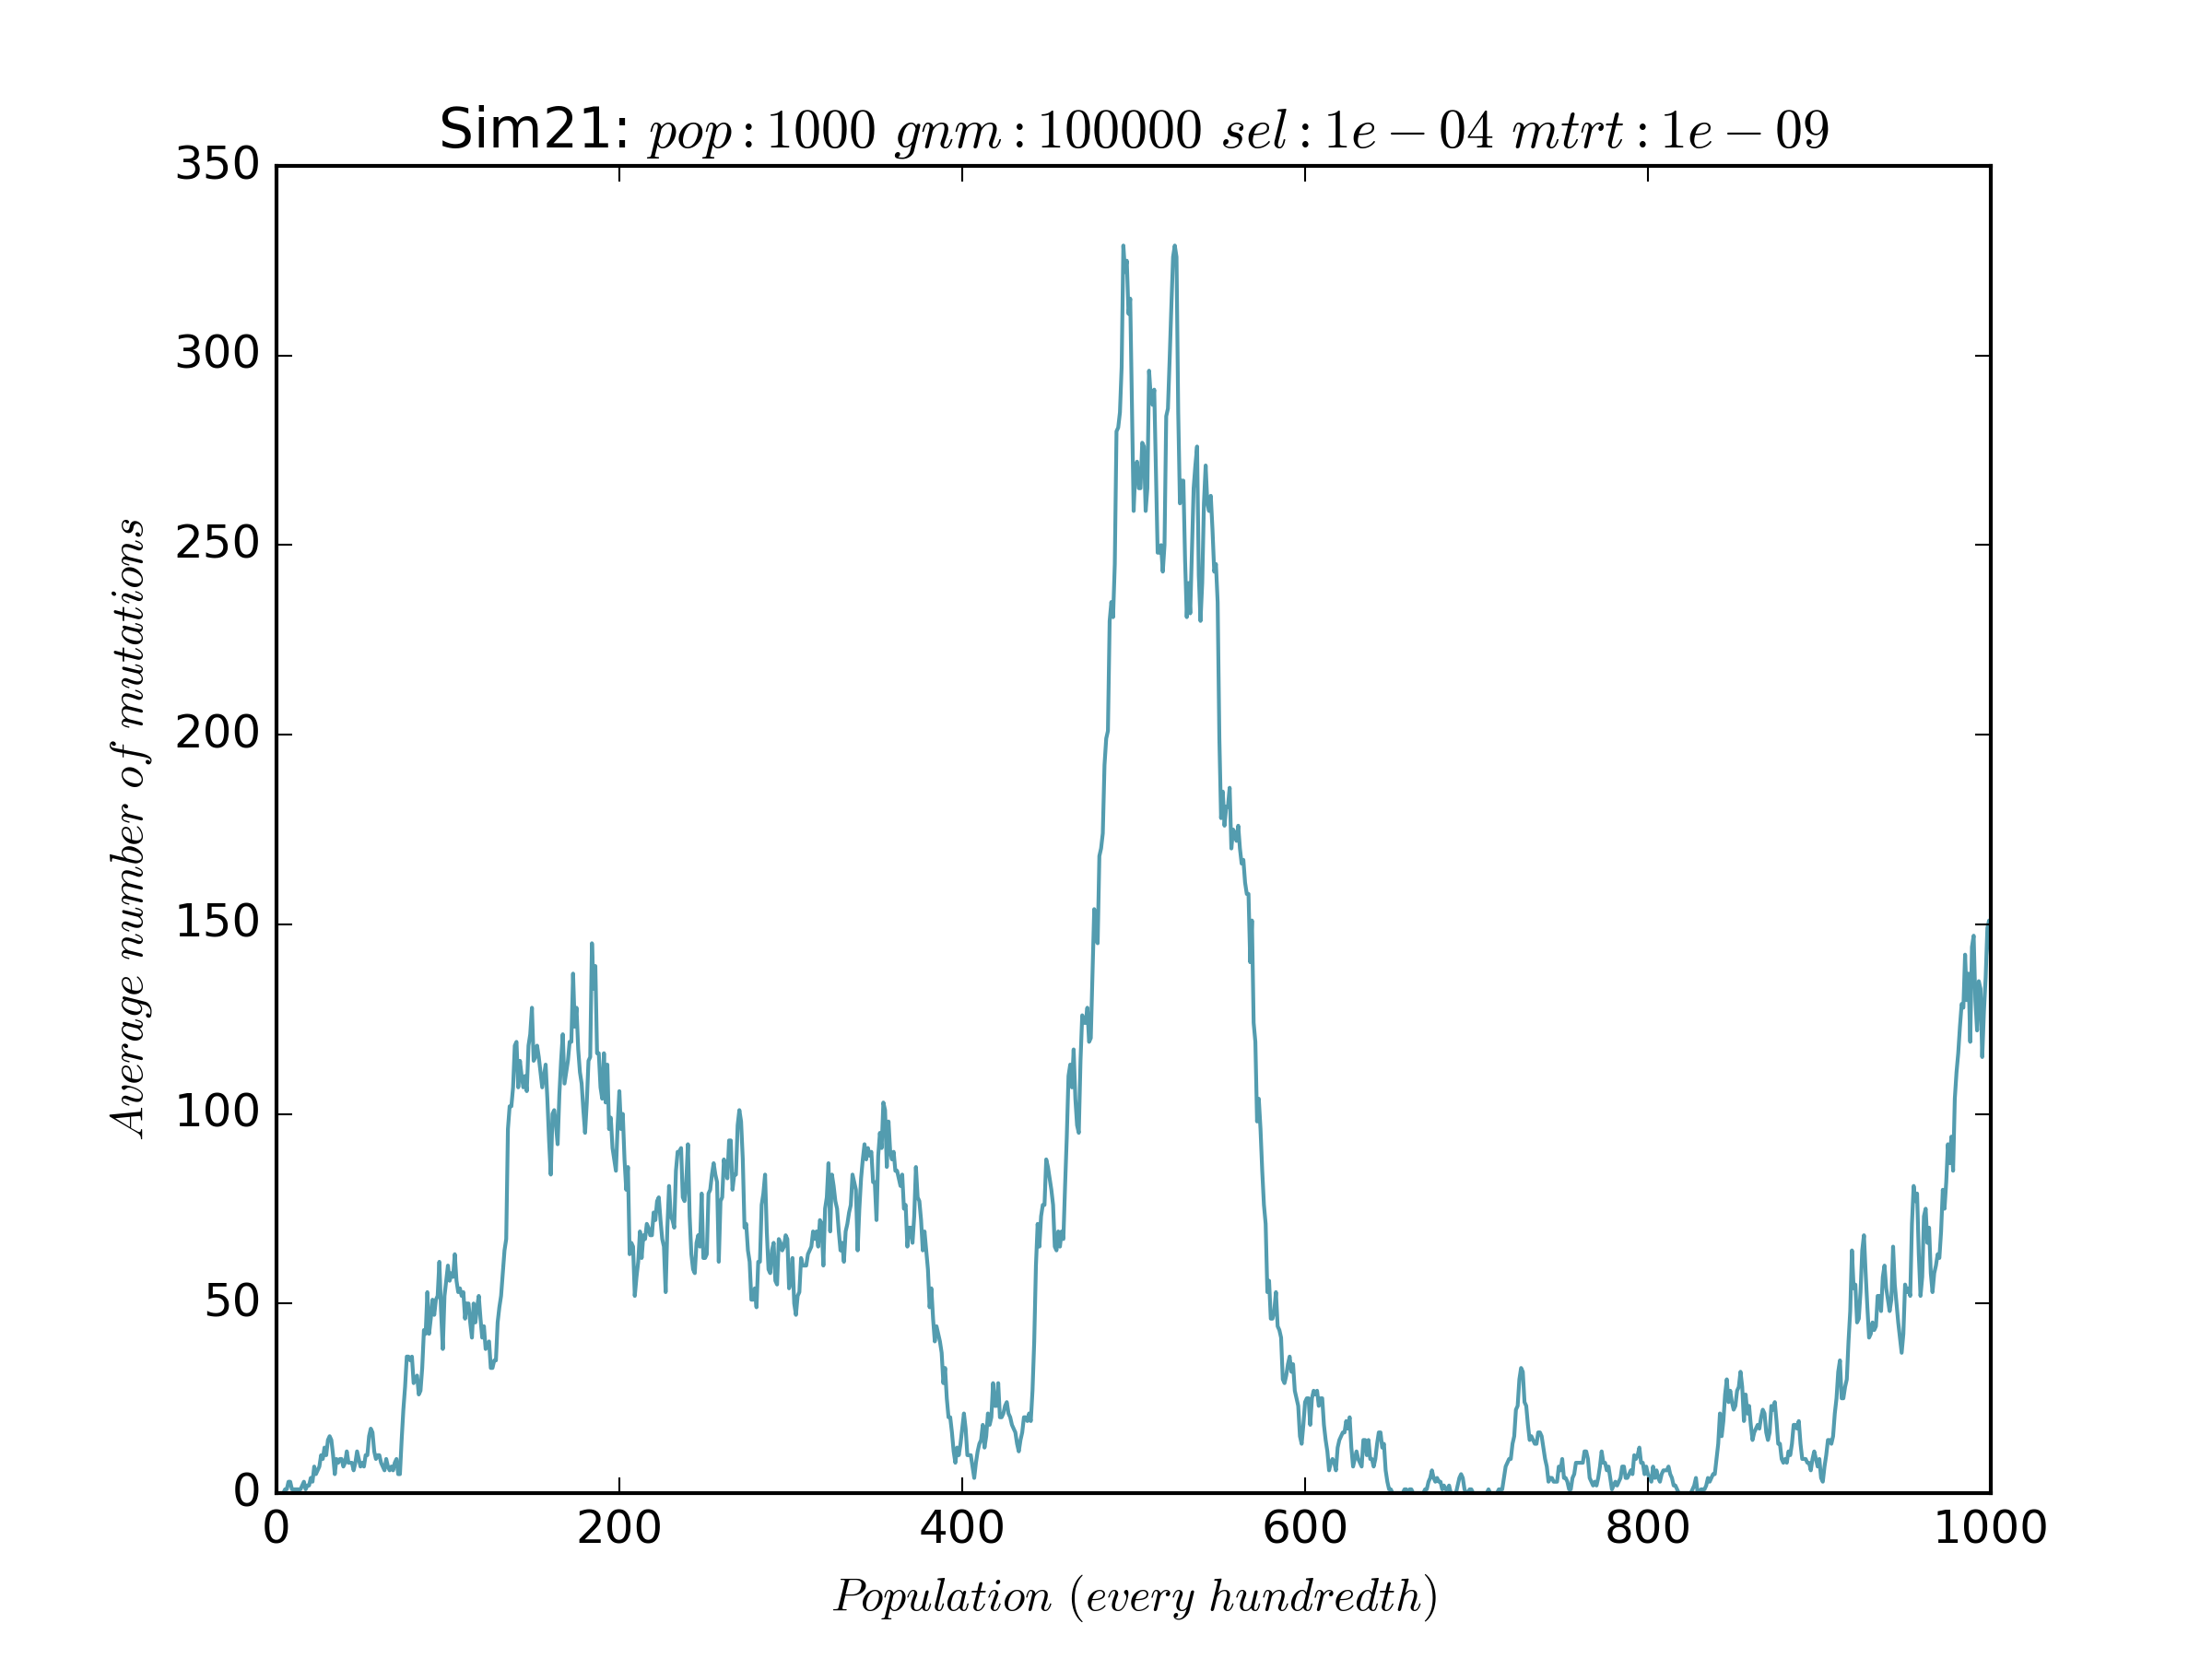 Sim21: pop : 1000 gnm : 100000 sel : 1e − 04 mtrt : 1e − 09
350
300
250
200
150
100
50
0
Average number of mutations
0 200 400 600 800 1000
Population (every hundredth)